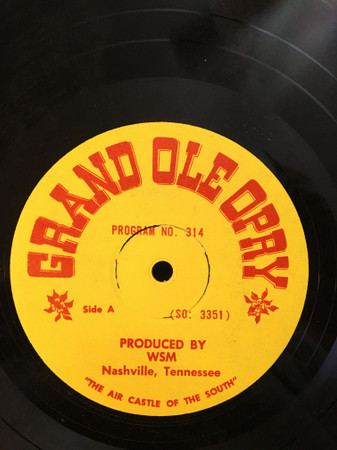 GRAND OLE OPRY
PROGRAM NO. 314
Side A
(SO: 3351)
PRODUCED BY
WSM
Nashville, Tennessee
"THE AIR CASTLE OF THE SOUTH"